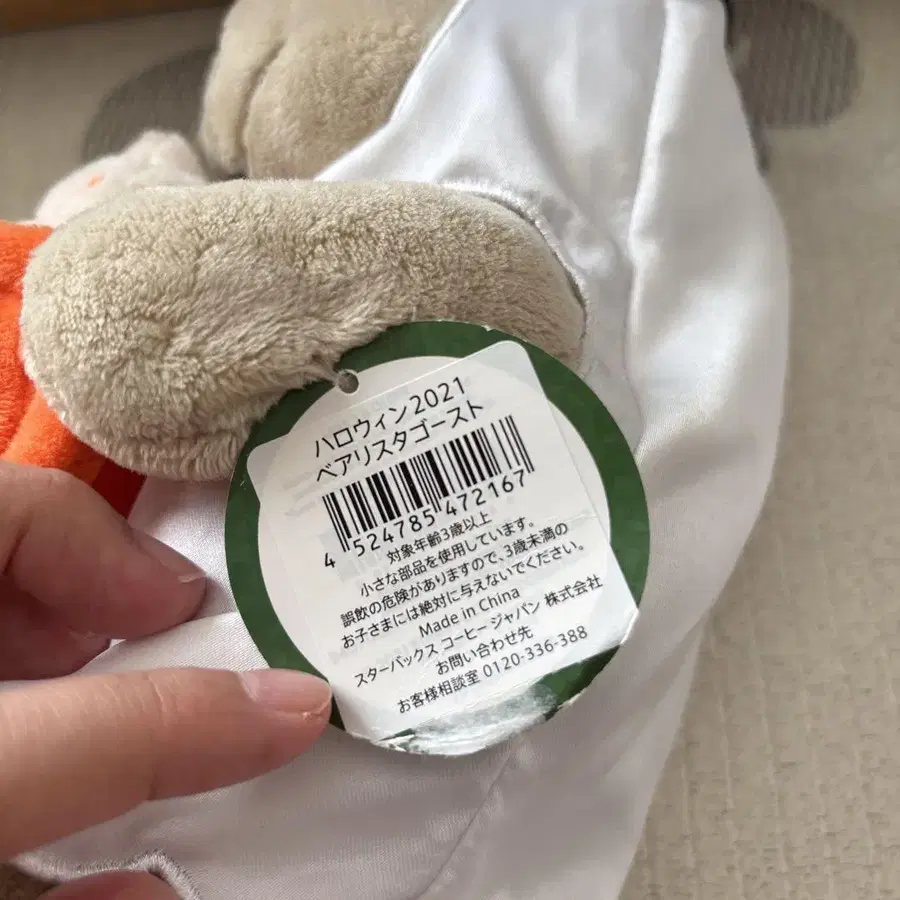 ハロウィン2021
ベアリスタゴースト
4 524785 472167
対象年齢3歳以上
小さな部品を使用しています。
誤飲の危険がありますので、3歳未満の
お子さまには絶対に与えないでください。
Made in China
スターバックス コーヒー ジャパン 株式会社
お問い合わせ先
お客様相談室 0120-336-388